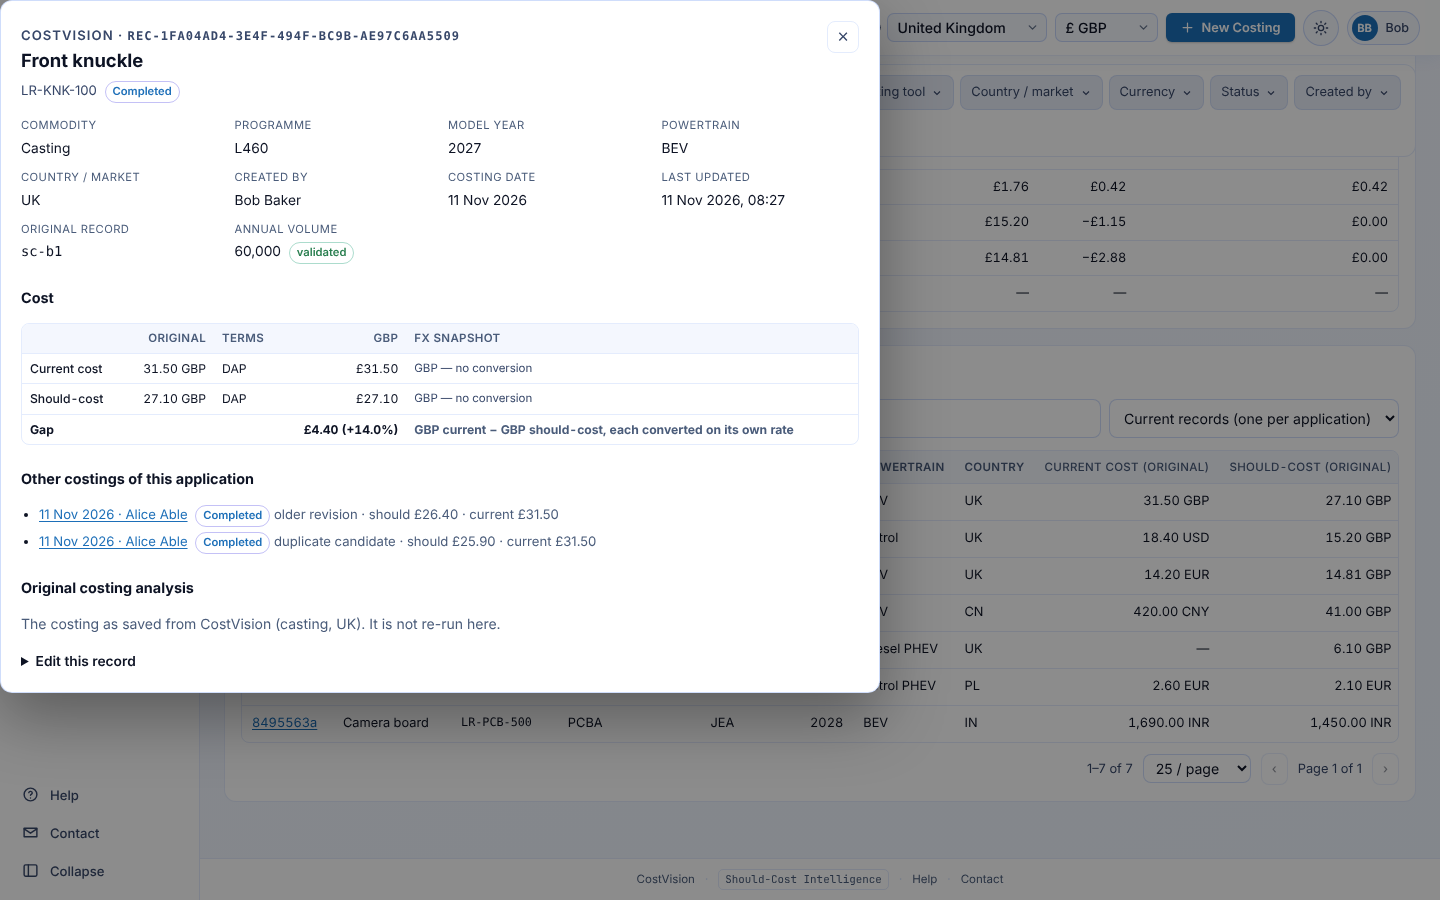 COSTVISION · REC-1FA04AD4-3E4F-494F-BC9B-AE97C6AA5509
Front knuckle
LR-KNK-100 Completed
COMMODITY PROGRAMME MODEL YEAR POWERTRAIN
Casting L460 2027 BEV
COUNTRY / MARKET CREATED BY COSTING DATE LAST UPDATED
UK Bob Baker 11 Nov 2026 11 Nov 2026, 08:27
ORIGINAL RECORD ANNUAL VOLUME
sc-b1 60,000 validated
Cost
ORIGINAL TERMS GBP FX SNAPSHOT
Current cost 31.50 GBP DAP £31.50 GBP — no conversion
Should-cost 27.10 GBP DAP £27.10 GBP — no conversion
Gap £4.40 (+14.0%) GBP current − GBP should-cost, each converted on its own rate
Other costings of this application
• 11 Nov 2026 · Alice Able Completed older revision · should £26.40 · current £31.50
• 11 Nov 2026 · Alice Able Completed duplicate candidate · should £25.90 · current £31.50
Original costing analysis
The costing as saved from CostVision (casting, UK). It is not re-run here.
▶ Edit this record
United Kingdom £ GBP + New Costing BB Bob
ing tool Country / market Currency Status Created by
£1.76 £0.42 £0.42
£15.20 −£1.15 £0.00
£14.81 −£2.88 £0.00
— — —
Current records (one per application)
WERTRAIN COUNTRY CURRENT COST (ORIGINAL) SHOULD-COST (ORIGINAL)
V UK 31.50 GBP 27.10 GBP
trol UK 18.40 USD 15.20 GBP
V UK 14.20 EUR 14.81 GBP
V CN 420.00 CNY 41.00 GBP
esel PHEV UK — 6.10 GBP
trol PHEV PL 2.60 EUR 2.10 EUR
8495563a Camera board LR-PCB-500 PCBA JEA 2028 BEV IN 1,690.00 INR 1,450.00 INR
1–7 of 7 25 / page ‹ Page 1 of 1 ›
Help
Contact
Collapse
CostVision · Should-Cost Intelligence · Help · Contact